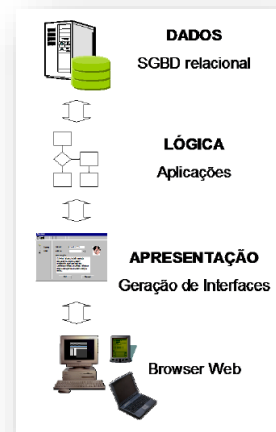 DADOS
SGBD relacional
LÓGICA
Aplicações
APRESENTAÇÃO
Geração de Interfaces
Browser Web